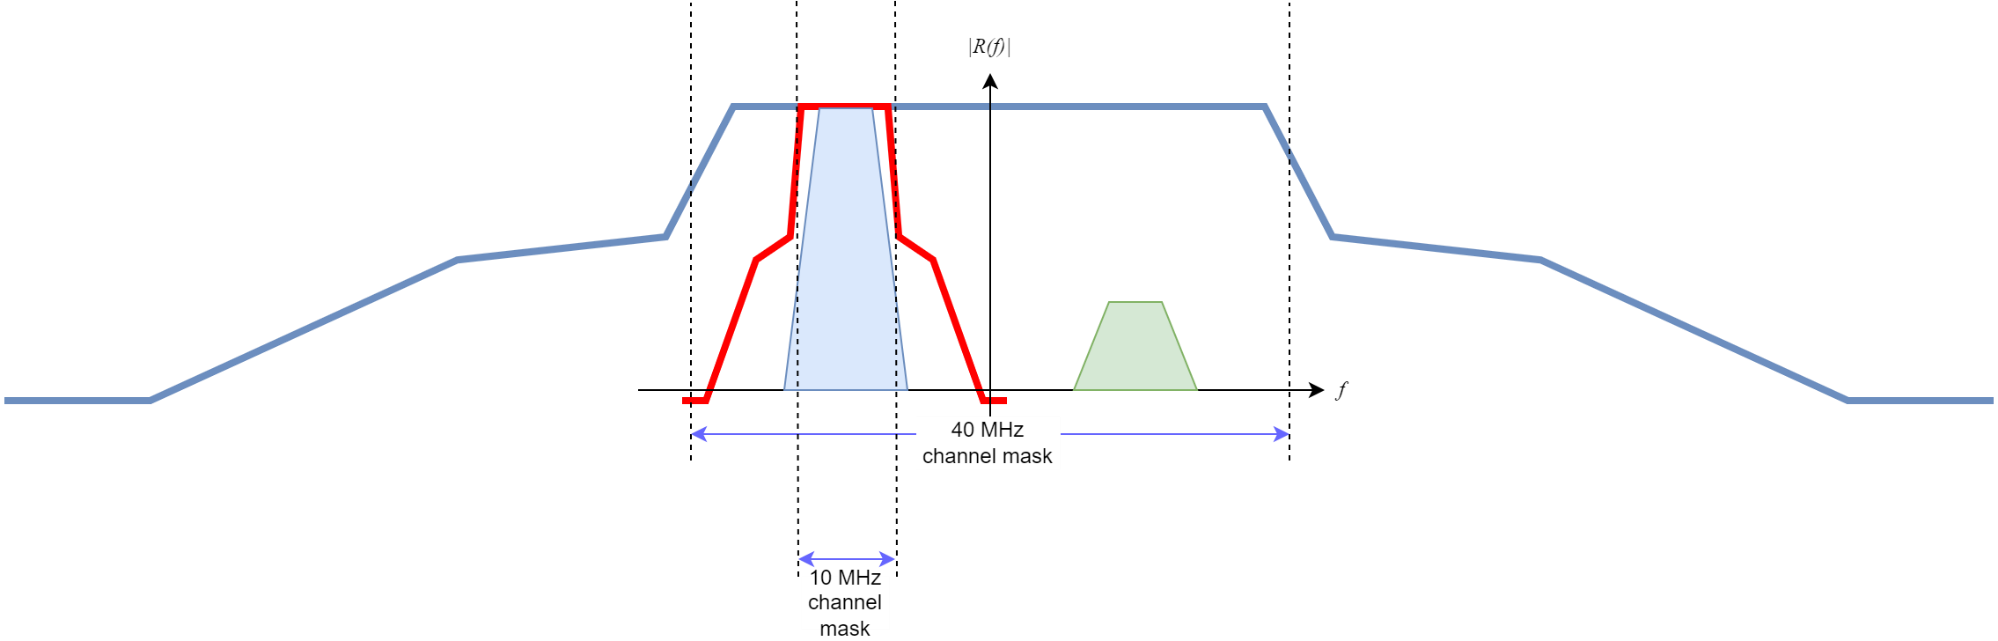 |R(f)|
f
40 MHz
channel mask
10 MHz
channel
mask